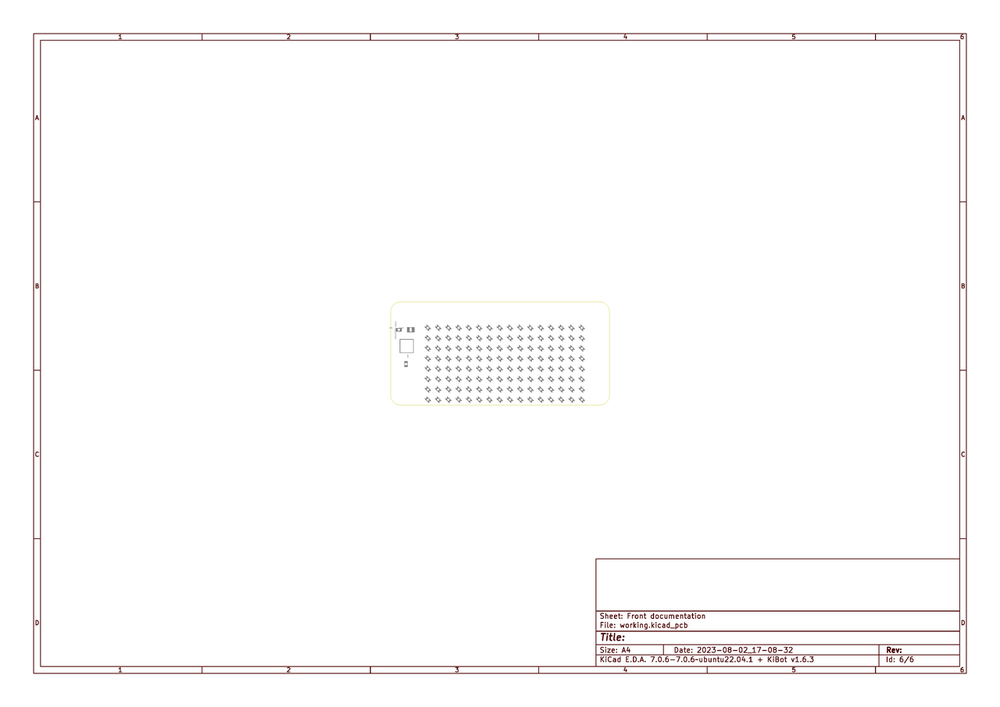 1 2 3 4 5 6
A A
B B
C C
D D
Sheet: Front documentation
File: working.kicad_pcb
Title:
Size: A4 Date: 2023-08-02_17-08-32 Rev:
KiCad E.D.A. 7.0.6-7.0.6~ubuntu22.04.1 + KiBot v1.6.3 Id: 6/6
1 2 3 4 5 6